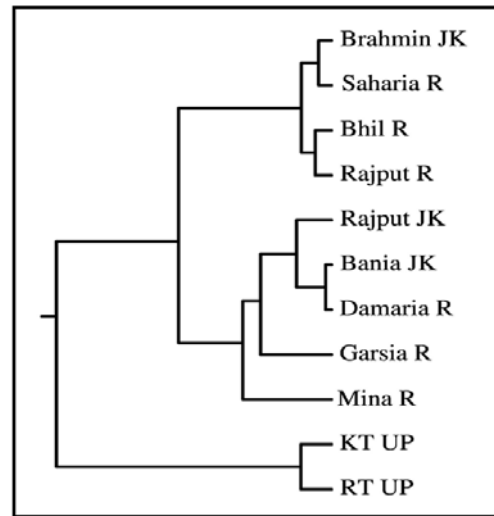 Brahmin JK
Saharia R
Bhil R
Rajput R
Rajput JK
Bania JK
Damaria R
Garsia R
Mina R
KT UP
RT UP